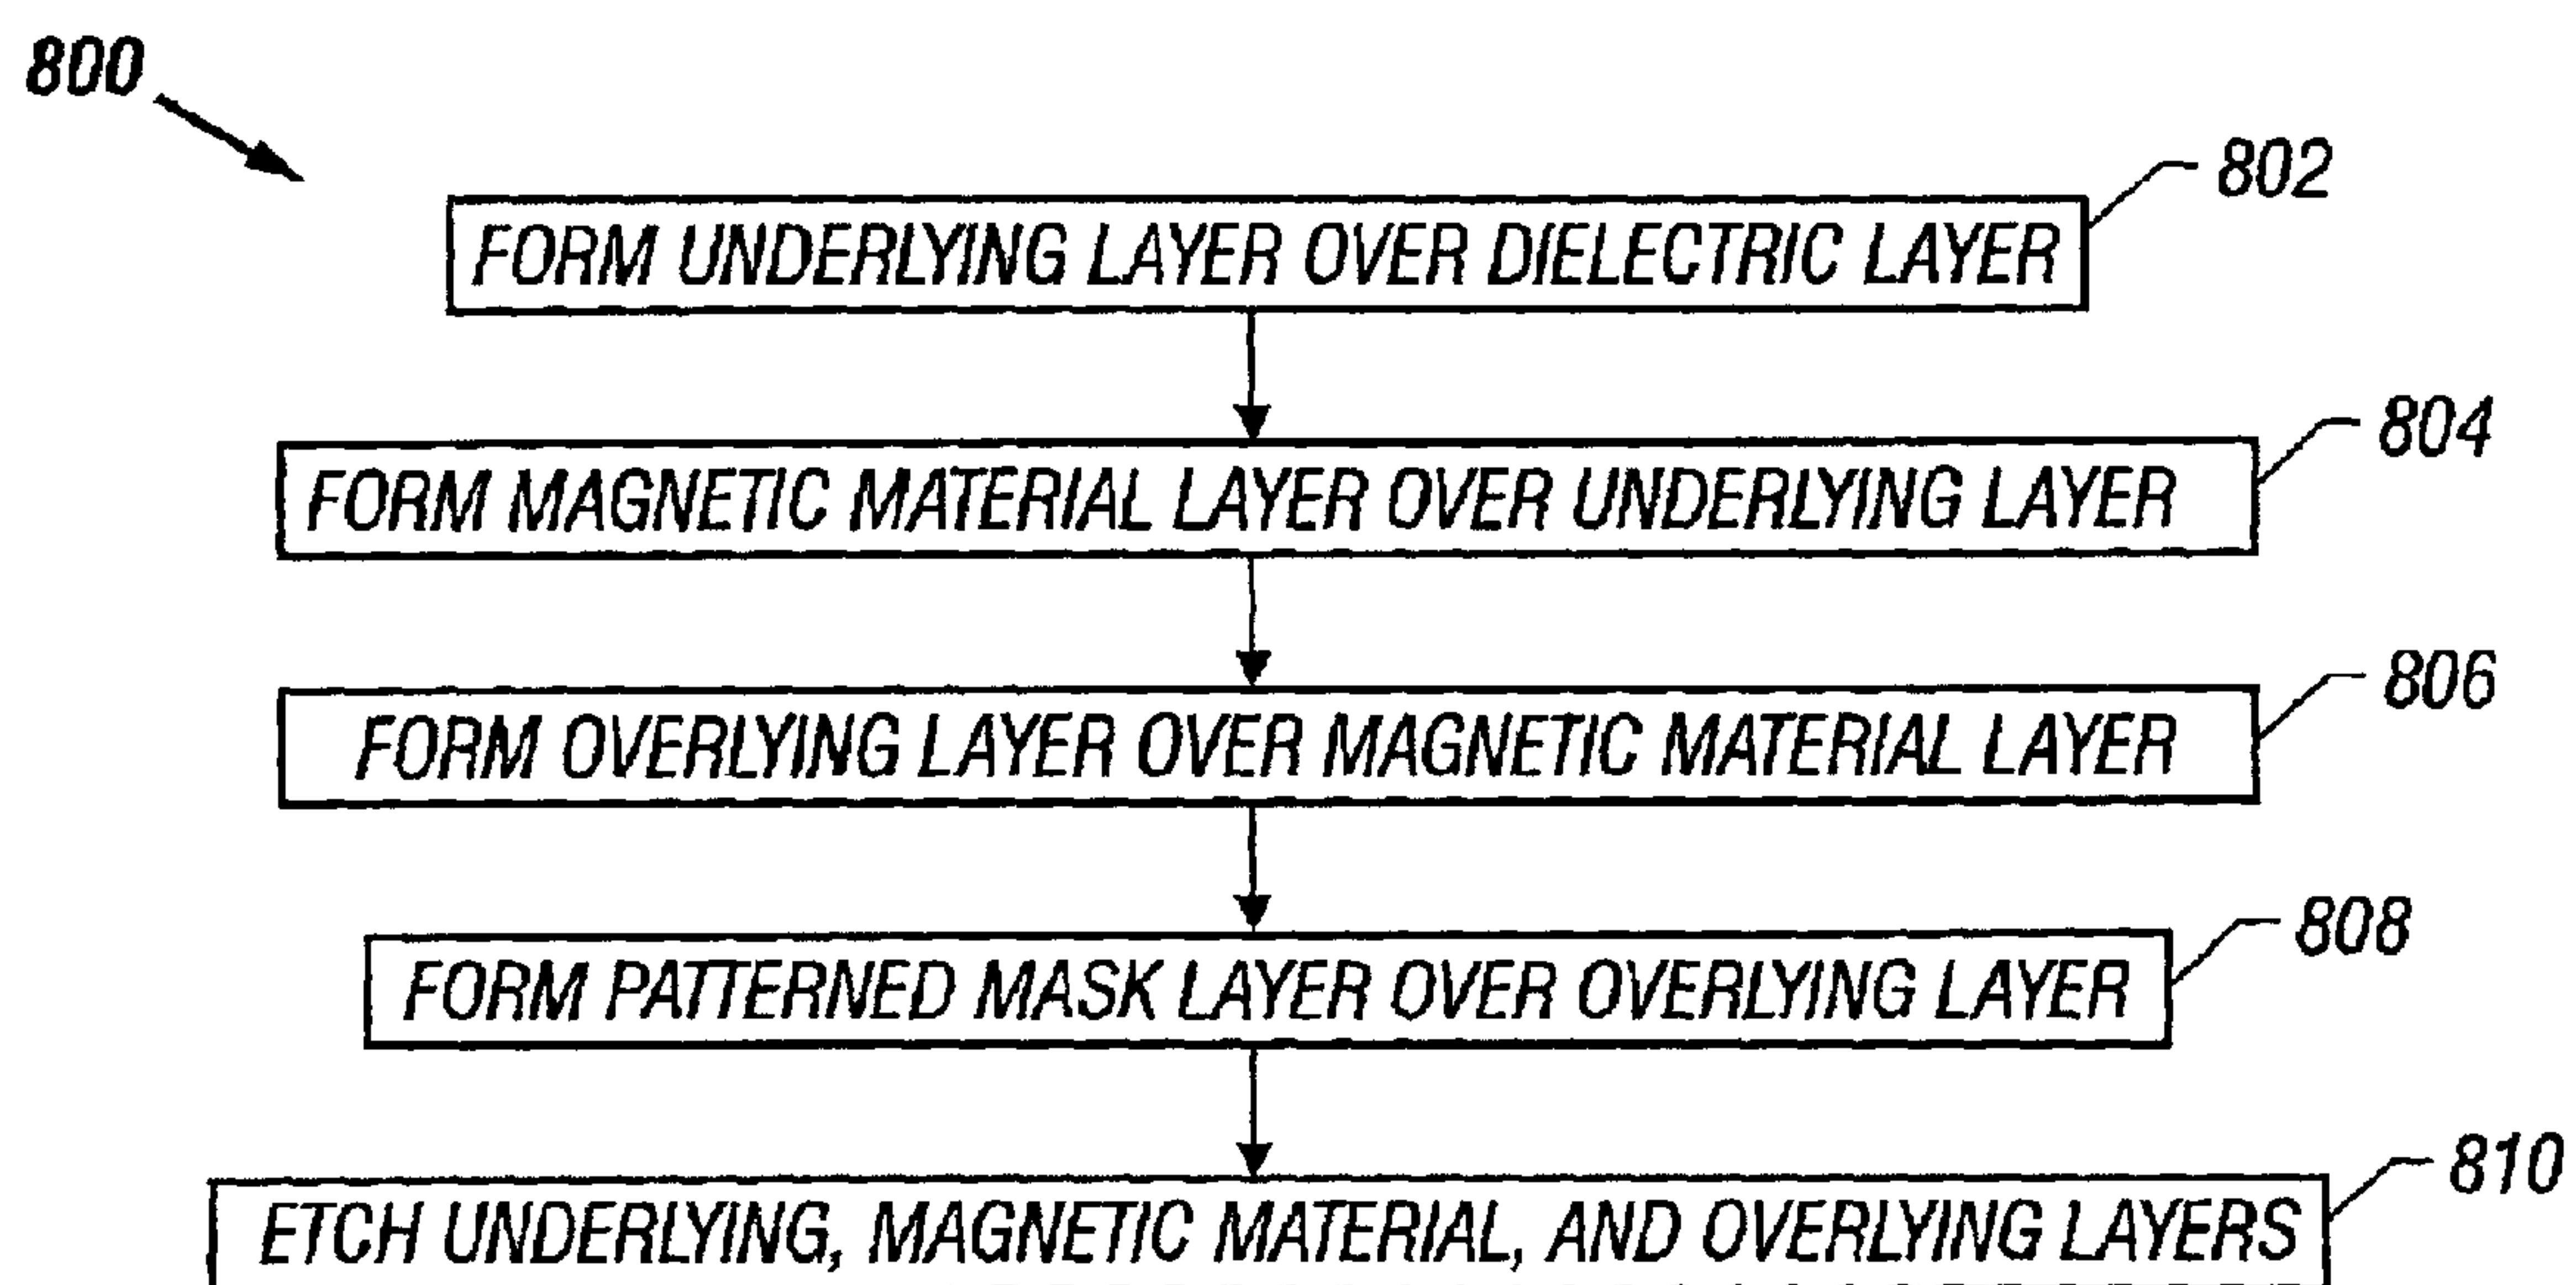 800
802
FORM UNDERLYING LAYER OVER DIELECTRIC LAYER
804
FORM MAGNETIC MATERIAL LAYER OVER UNDERLYING LAYER
806
FORM OVERLYING LAYER OVER MAGNETIC MATERIAL LAYER
808
FORM PATTERNED MASK LAYER OVER OVERLYING LAYER
810
ETCH UNDERLYING, MAGNETIC MATERIAL, AND OVERLYING LAYERS